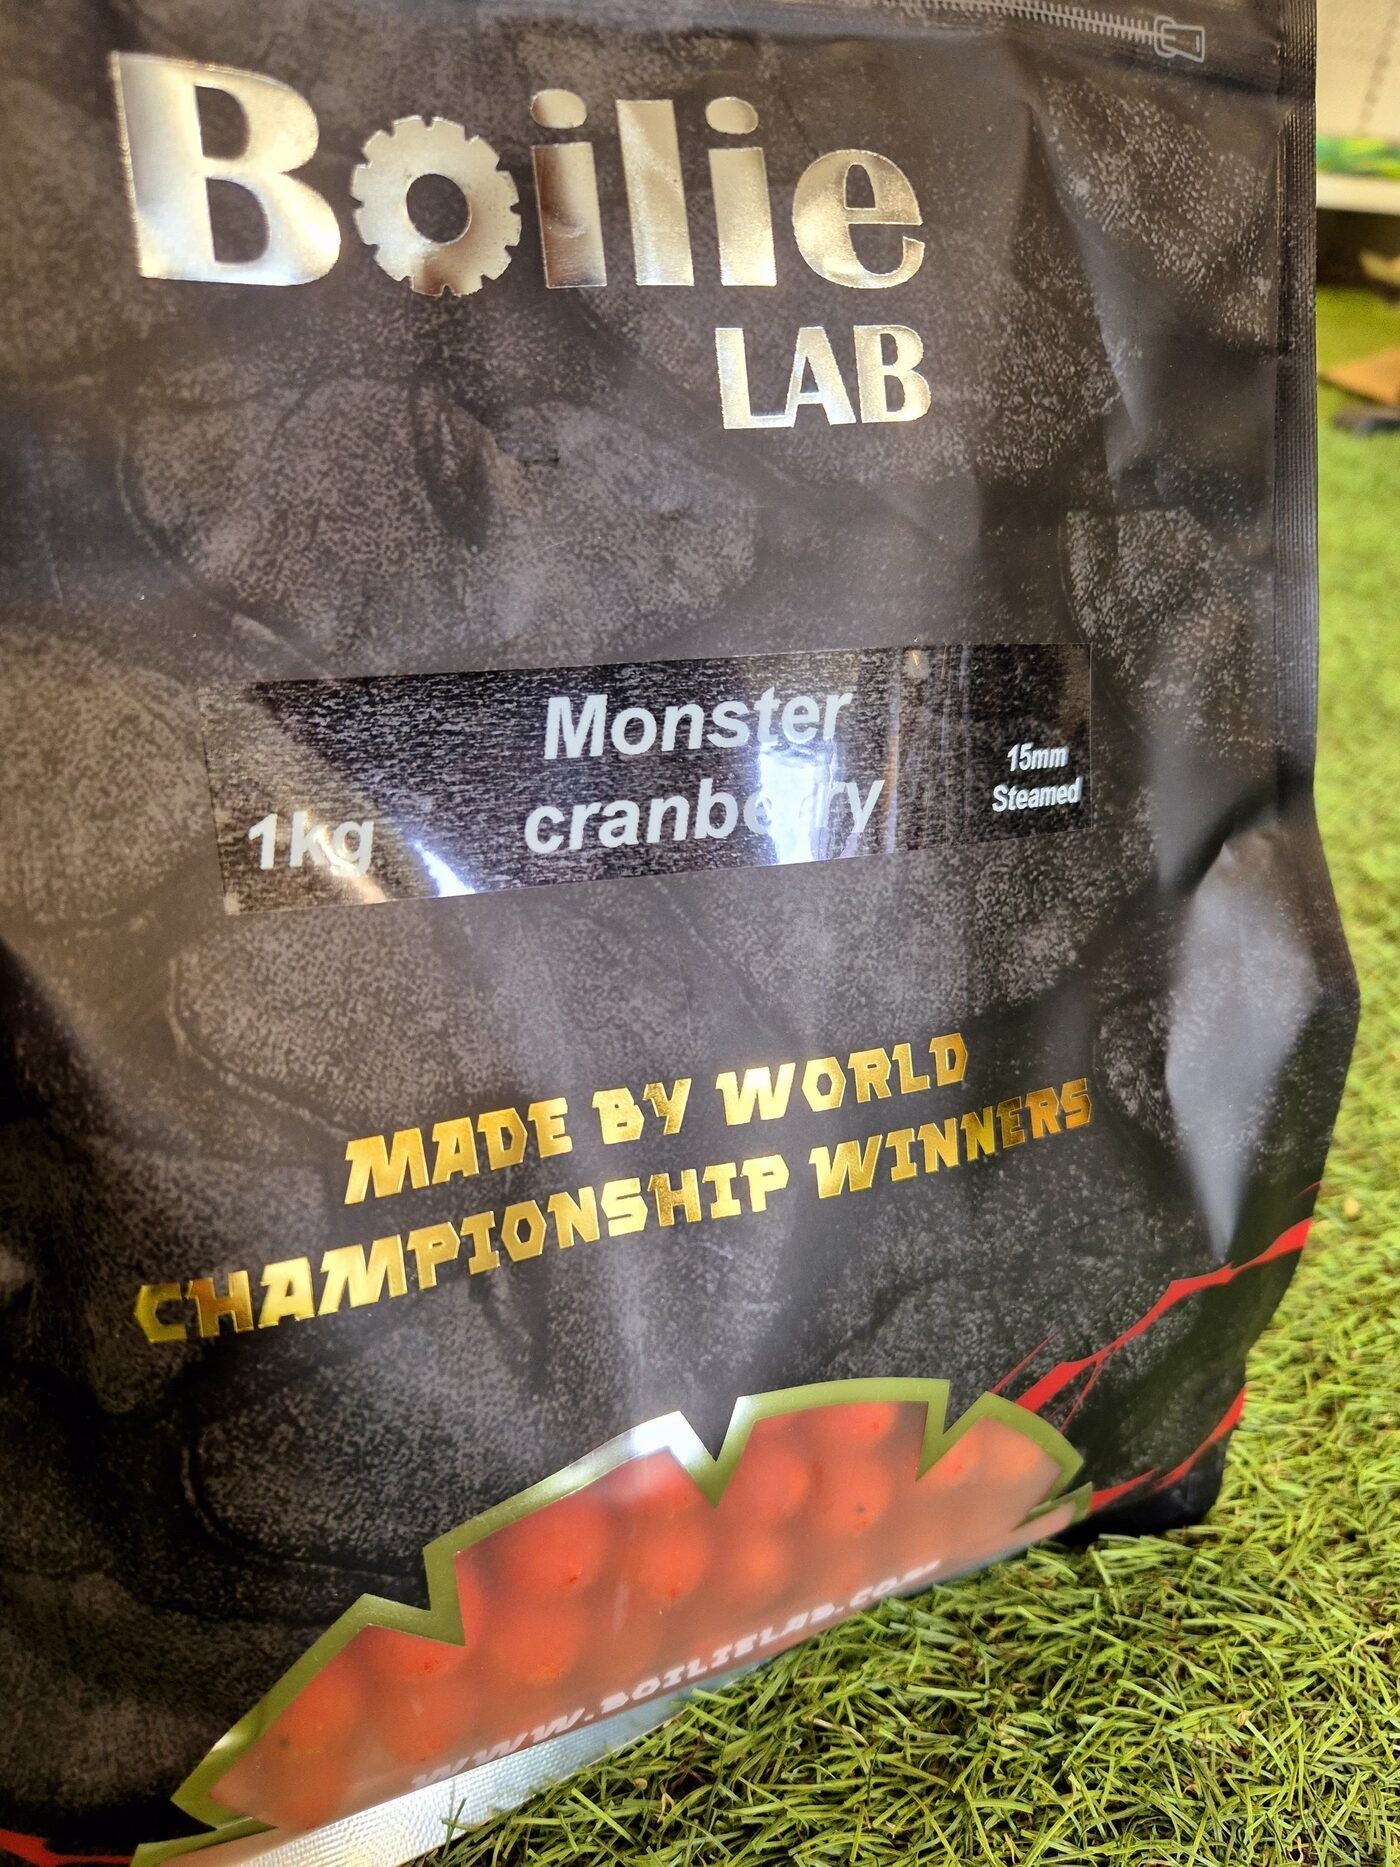 Boilie
LAB
Monster
cranberry
1kg
15mm
Steamed
MADE BY WORLD
CHAMPIONSHIP WINNERS
WWW.BOILIELAB.COM